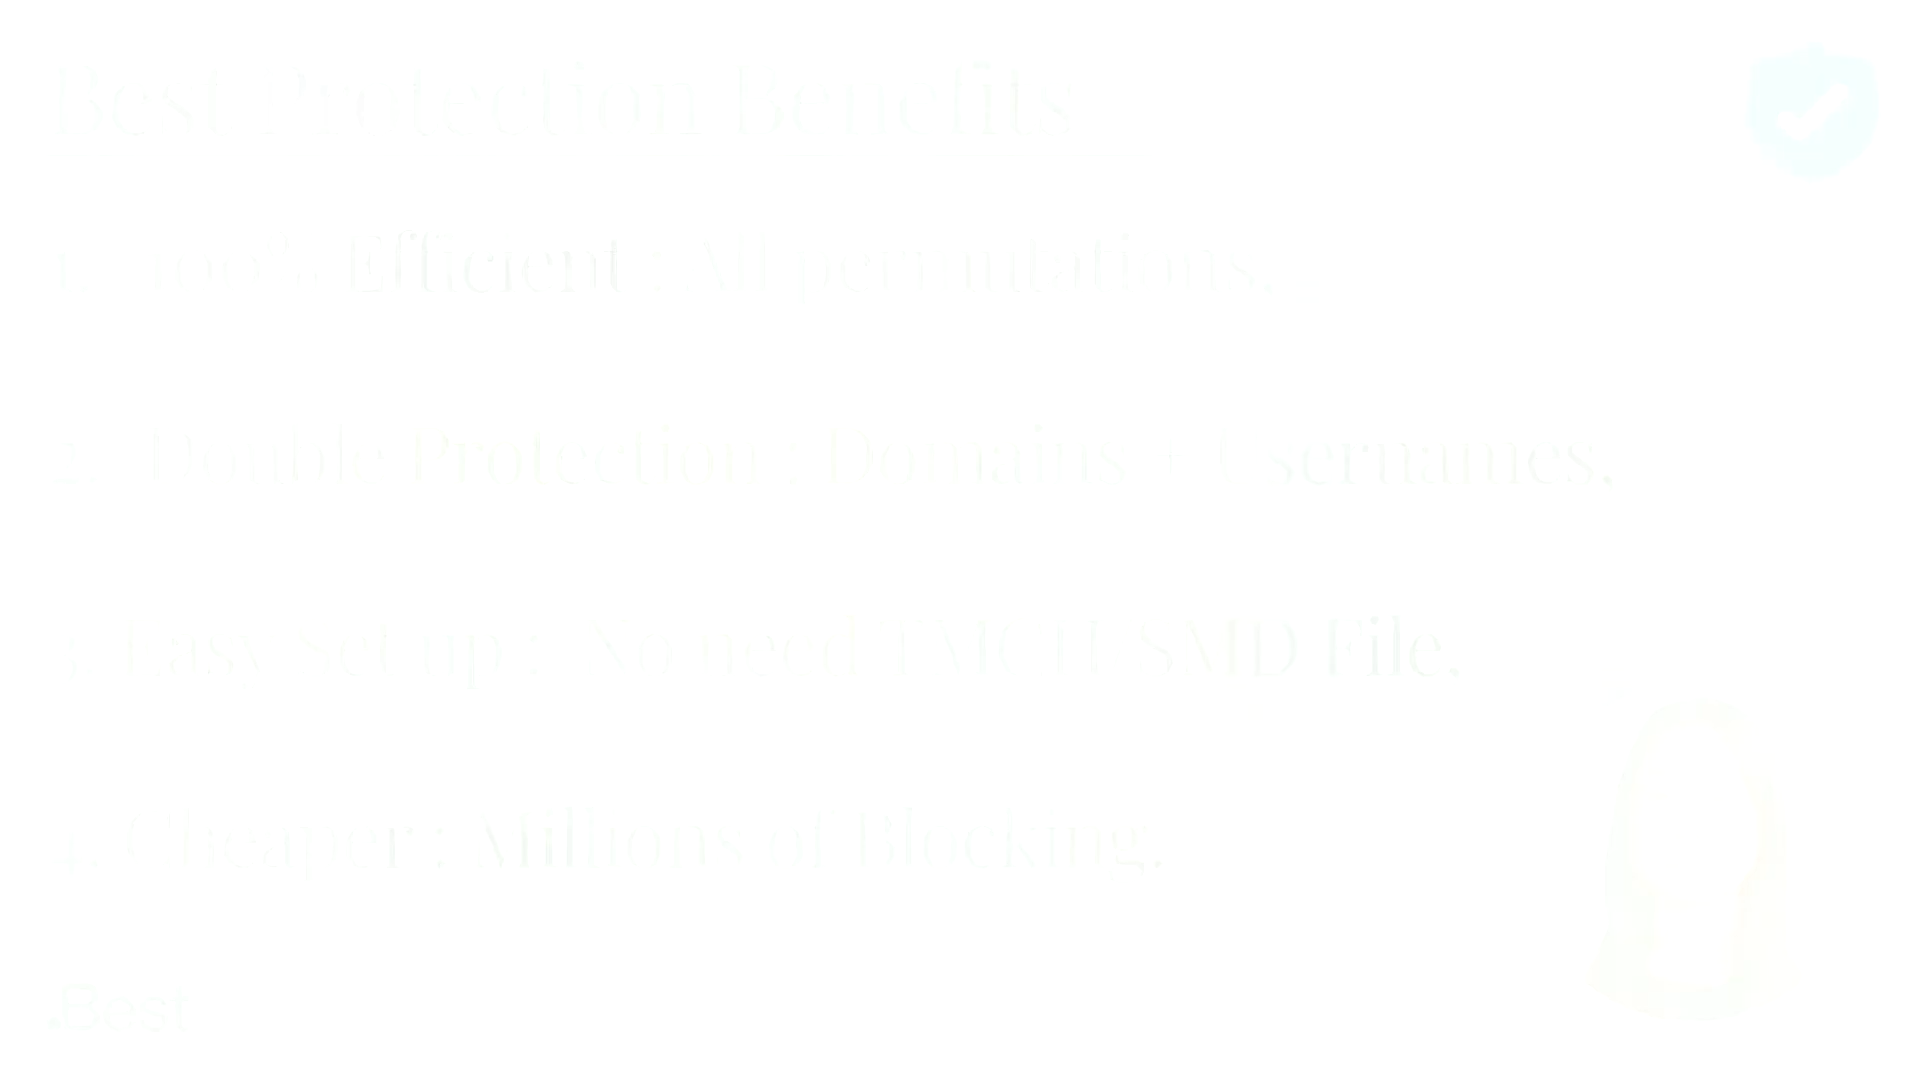 Best Protection Benefits
1. 100% Efficient : All permutations.
2. Double Protection : Domains + Usernames.
3. Easy Set up : No need TMCH SMD File.
4. Cheaper : Millions of Blocking.
.Best